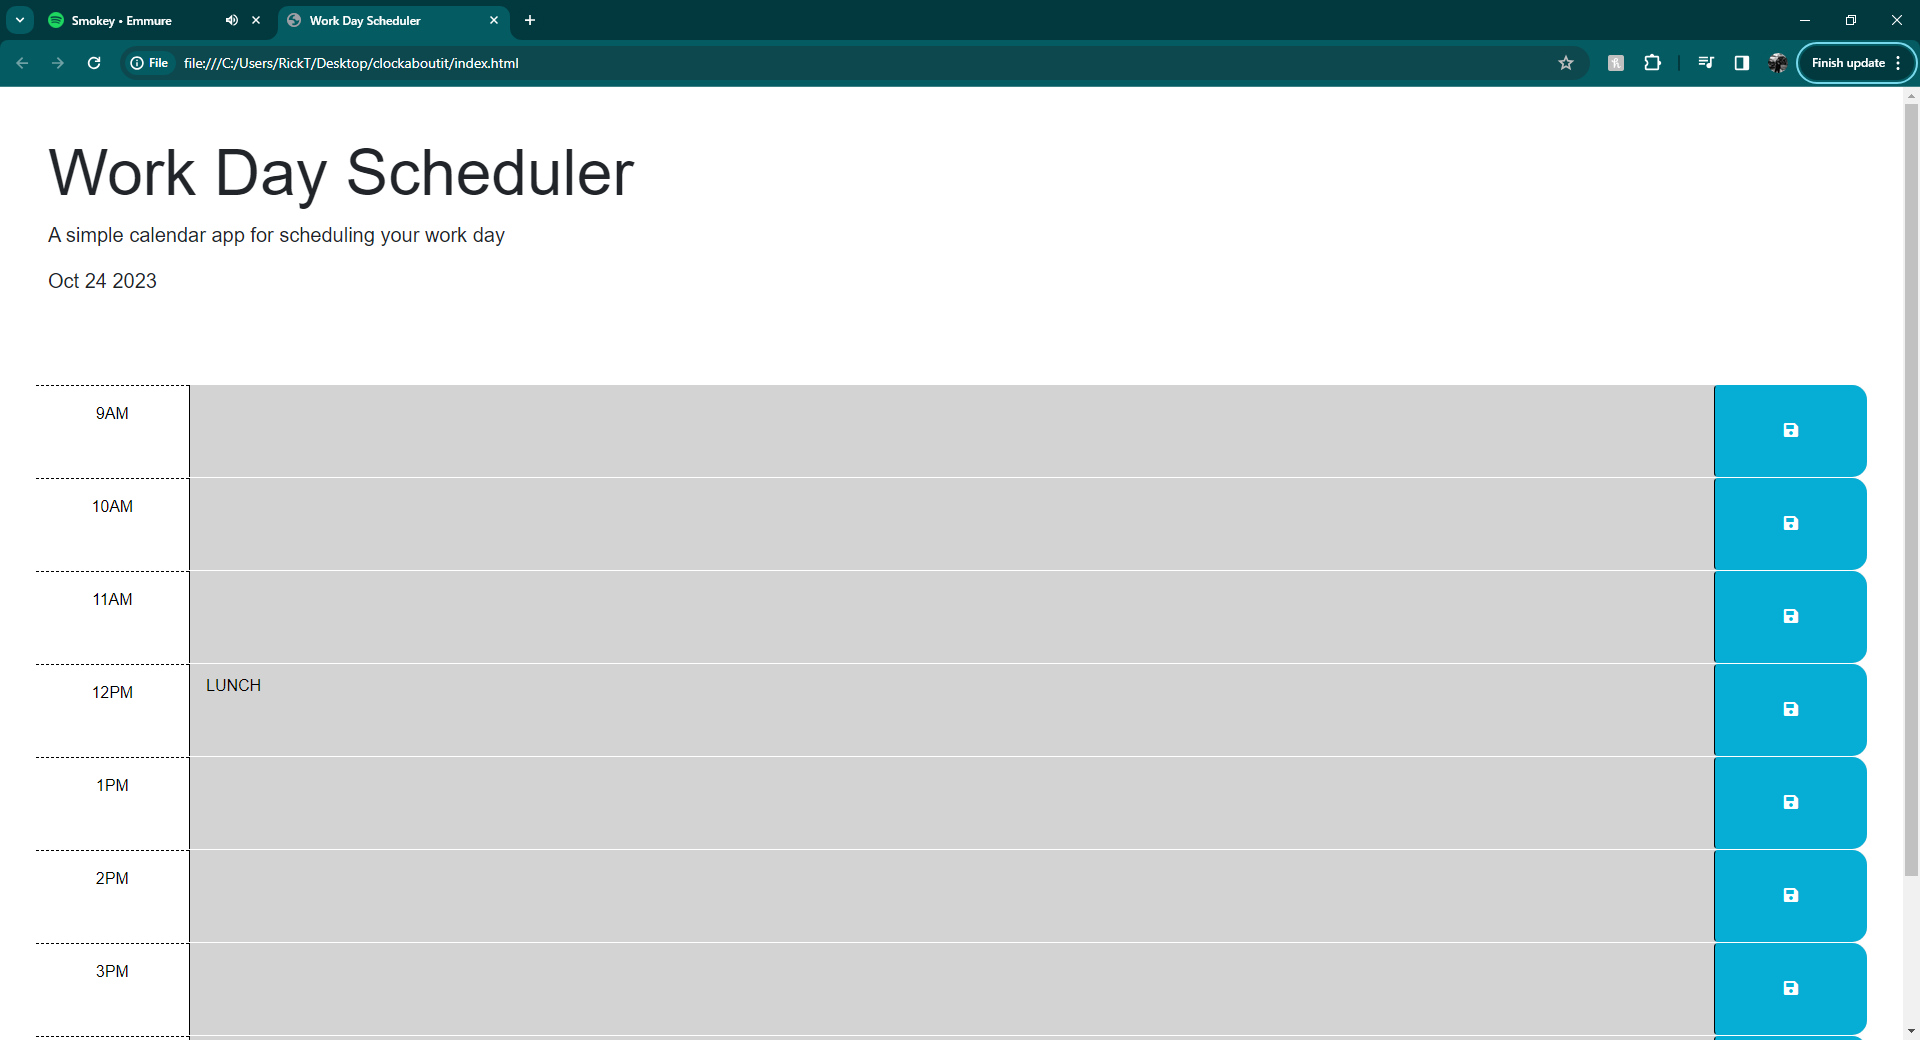 Smokey • Emmure
Work Day Scheduler
File
file:///C:/Users/RickT/Desktop/clockaboutit/index.html
Finish update
Work Day Scheduler
A simple calendar app for scheduling your work day
Oct 24 2023
9AM
10AM
11AM
12PM
LUNCH
1PM
2PM
3PM